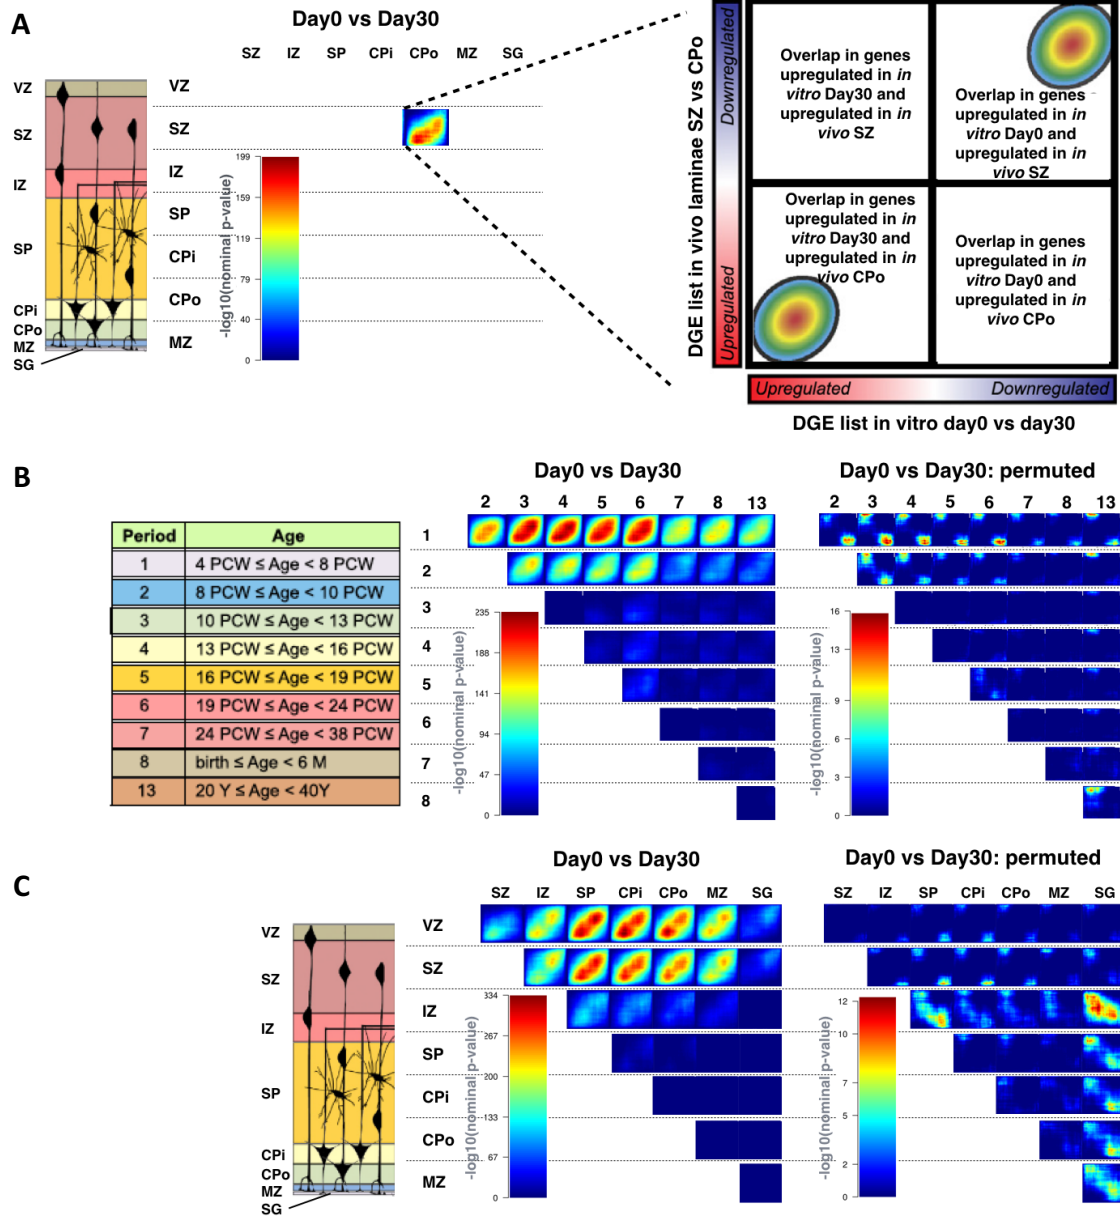 A
Day0 vs Day30
SZ IZ SP CPi CPo MZ SG
VZ
SZ
IZ
SP
CPi
CPo
MZ
SG
VZ
SZ
IZ
SP
CPi
CPo
MZ
199
159
119
79
40
0
-log10(nominal p-value)
DGE list in vivo laminae SZ vs CPo
Downregulated
Upregulated
Overlap in genes
upregulated in in
vitro Day30 and
upregulated in in
vivo SZ
Overlap in genes
upregulated in in
vitro Day0 and
upregulated in in
vivo SZ
Overlap in genes
upregulated in in
vitro Day30 and
upregulated in in
vivo CPo
Overlap in genes
upregulated in in
vitro Day0 and
upregulated in in
vivo CPo
Upregulated Downregulated
DGE list in vitro day0 vs day30
B
Period Age
1 4 PCW ≤ Age < 8 PCW
2 8 PCW ≤ Age < 10 PCW
3 10 PCW ≤ Age < 13 PCW
4 13 PCW ≤ Age < 16 PCW
5 16 PCW ≤ Age < 19 PCW
6 19 PCW ≤ Age < 24 PCW
7 24 PCW ≤ Age < 38 PCW
8 birth ≤ Age < 6 M
13 20 Y ≤ Age < 40Y
Day0 vs Day30
2 3 4 5 6 7 8 13
1
2
3
4
5
6
7
8
235
188
141
94
47
0
-log10(nominal p-value)
Day0 vs Day30: permuted
2 3 4 5 6 7 8 13
16
13
9
6
3
0
-log10(nominal p-value)
C
VZ
SZ
IZ
SP
CPi
CPo
MZ
SG
Day0 vs Day30
SZ IZ SP CPi CPo MZ SG
VZ
SZ
IZ
SP
CPi
CPo
MZ
334
267
200
133
67
0
-log10(nominal p-value)
Day0 vs Day30: permuted
SZ IZ SP CPi CPo MZ SG
12
10
7
5
2
0
-log10(nominal p-value)